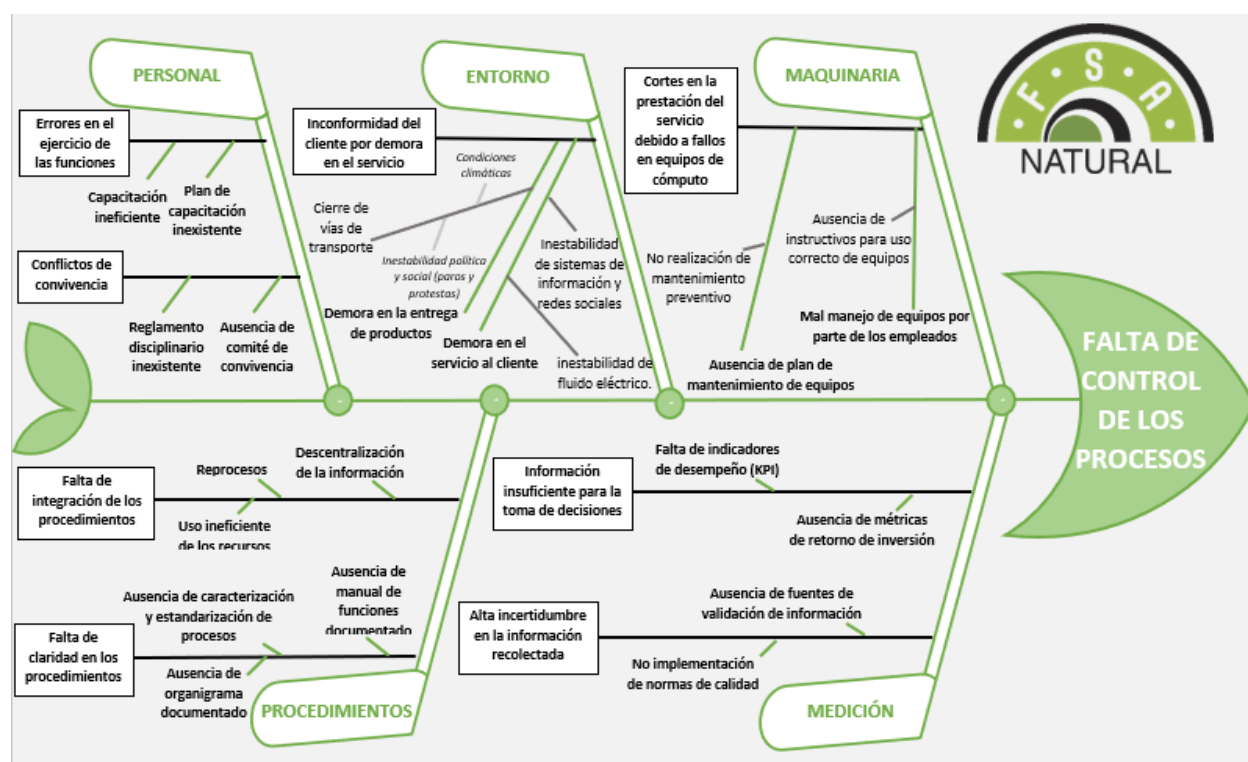 PERSONAL
Errores en el
ejercicio de
las funciones
Capacitación
ineficiente
Plan de
capacitación
inexistente
Conflictos de
convivencia
Reglamento
disciplinario
inexistente
Ausencia de
comité de
convivencia
ENTORNO
Inconformidad del
cliente por demora
en el servicio
Condiciones
climáticas
Cierre de
vías de
transporte
Inestabilidad política
y social (paros y
protestas)
Demora en la entrega
de productos
Inestabilidad
de sistemas de
información y
redes sociales
Demora en el
servicio al cliente
inestabilidad de
fluido eléctrico.
MAQUINARIA
Cortes en la
prestación del
servicio
debido a fallos
en equipos de
cómputo
No realización de
mantenimiento
preventivo
Ausencia de
instructivos para uso
correcto de equipos
Mal manejo de equipos por
parte de los empleados
Ausencia de plan de
mantenimiento de equipos
F · S · A
NATURAL
FALTA DE
CONTROL
DE LOS
PROCESOS
Falta de
integración de los
procedimientos
Reprocesos
Descentralización
de la información
Uso ineficiente
de los recursos
Ausencia de caracterización
y estandarización de
procesos
Ausencia de
manual de
funciones
documentado
Falta de
claridad en los
procedimientos
Ausencia de
organigrama
documentado
PROCEDIMIENTOS
Información
insuficiente para la
toma de decisiones
Falta de indicadores
de desempeño (KPI)
Ausencia de métricas
de retorno de inversión
Alta incertidumbre
en la información
recolectada
Ausencia de fuentes de
validación de información
No implementación
de normas de calidad
MEDICIÓN